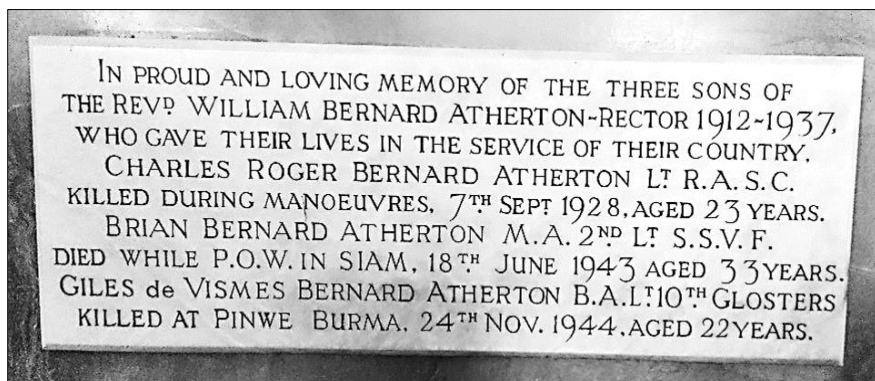 IN PROUD AND LOVING MEMORY OF THE THREE SONS OF
THE REVD WILLIAM BERNARD ATHERTON~RECTOR 1912~1937,
WHO GAVE THEIR LIVES IN THE SERVICE OF THEIR COUNTRY.
CHARLES ROGER BERNARD ATHERTON LT R.A.S.C.
KILLED DURING MANOEUVRES, 7TH SEPT 1928, AGED 23 YEARS.
BRIAN BERNARD ATHERTON M.A. 2ND LT S.S.V.F.
DIED WHILE P.O.W. IN SIAM, 18TH JUNE 1943 AGED 33 YEARS.
GILES de VISMES BERNARD ATHERTON B.A. LT 10TH GLOSTERS
KILLED AT PINWE BURMA. 24TH NOV. 1944. AGED 22 YEARS.